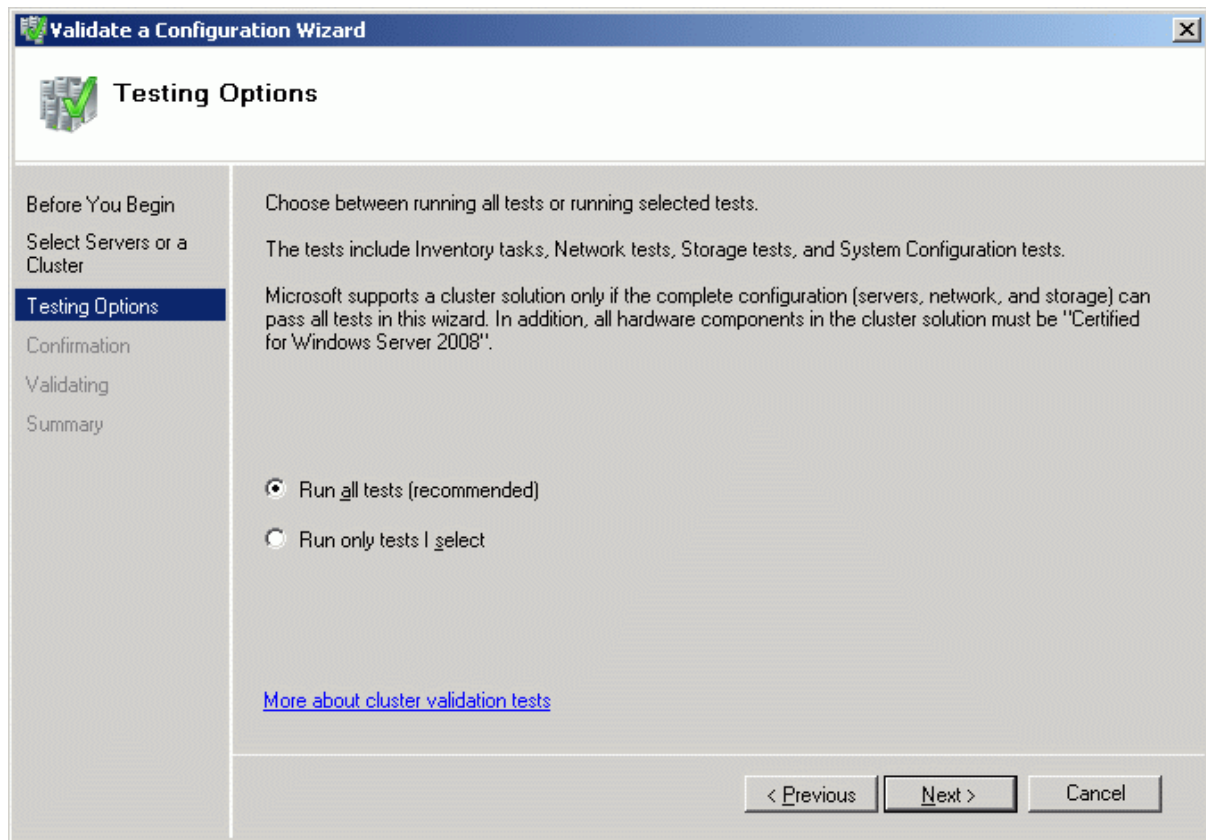 Validate a Configuration Wizard
Testing Options
Before You Begin
Select Servers or a
Cluster
Testing Options
Confirmation
Validating
Summary
Choose between running all tests or running selected tests.
The tests include Inventory tasks, Network tests, Storage tests, and System Configuration tests.
Microsoft supports a cluster solution only if the complete configuration (servers, network, and storage) can
pass all tests in this wizard. In addition, all hardware components in the cluster solution must be "Certified
for Windows Server 2008".
Run all tests (recommended)
Run only tests I select
More about cluster validation tests
< Previous
Next >
Cancel